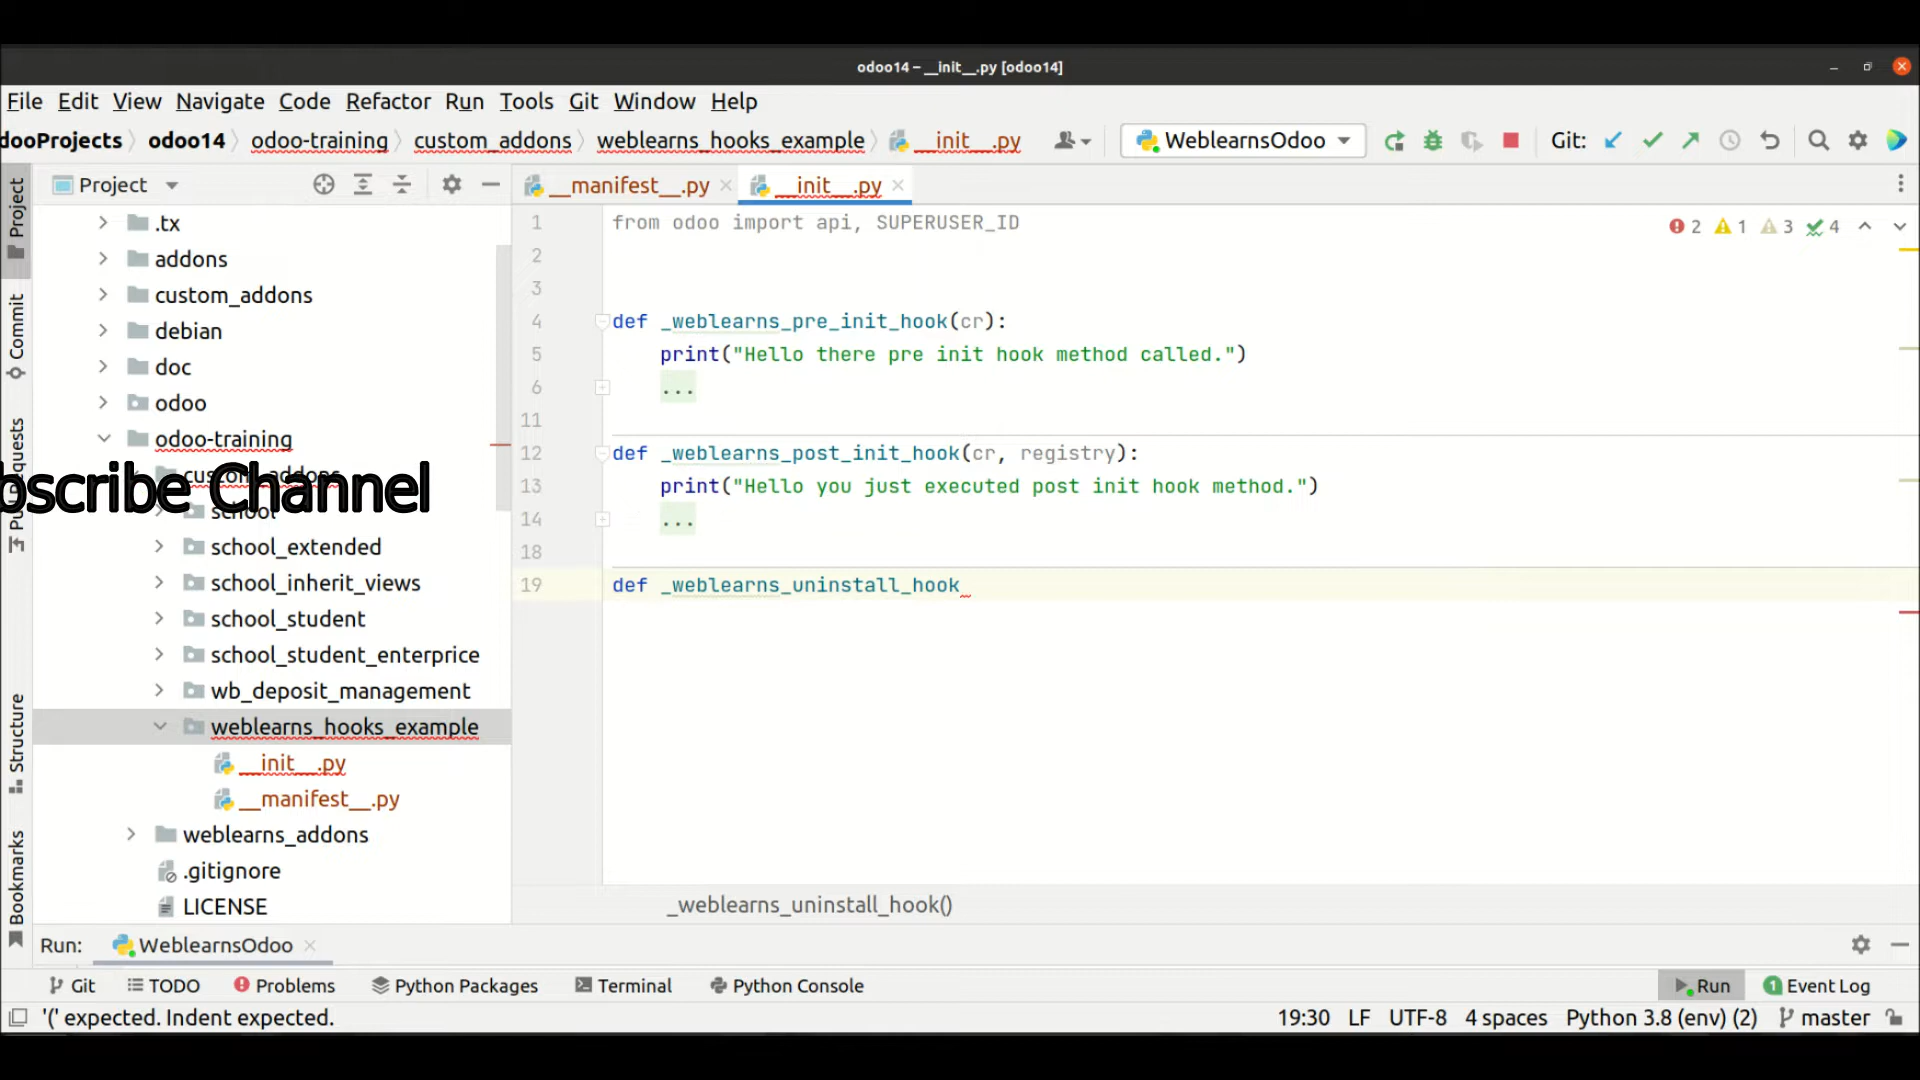 odoo14 – __init__.py [odoo14]
File Edit View Navigate Code Refactor Run Tools Git Window Help
dooProjects odoo14 odoo-training custom_addons weblearns_hooks_example __init__.py WeblearnsOdoo Git:
Project __manifest__.py __init__.py
Project
Commit
Pull Requests
Structure
Bookmarks
.tx
addons
custom_addons
debian
doc
odoo
odoo-training
custom_addons
bscribe Channel
school
school_extended
school_inherit_views
school_student
school_student_enterprice
wb_deposit_management
weblearns_hooks_example
__init__.py
__manifest__.py
weblearns_addons
.gitignore
LICENSE
2 1 3 4
1 from odoo import api, SUPERUSER_ID
2
3
4 def _weblearns_pre_init_hook(cr):
5 print("Hello there pre init hook method called.")
6 ...
11
12 def _weblearns_post_init_hook(cr, registry):
13 print("Hello you just executed post init hook method.")
14 ...
18
19 def _weblearns_uninstall_hook
_weblearns_uninstall_hook()
Run: WeblearnsOdoo
Git TODO Problems Python Packages Terminal Python Console Run 1 Event Log
'(' expected. Indent expected. 19:30 LF UTF-8 4 spaces Python 3.8 (env) (2) master